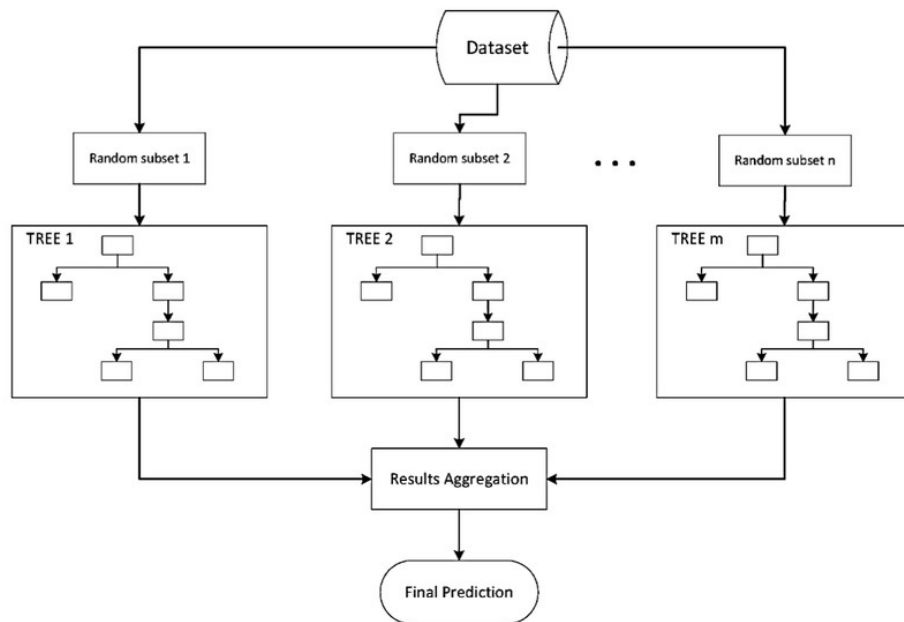 Dataset
Random subset 1
Random subset 2
. . .
Random subset n
TREE 1
TREE 2
TREE m
Results Aggregation
Final Prediction